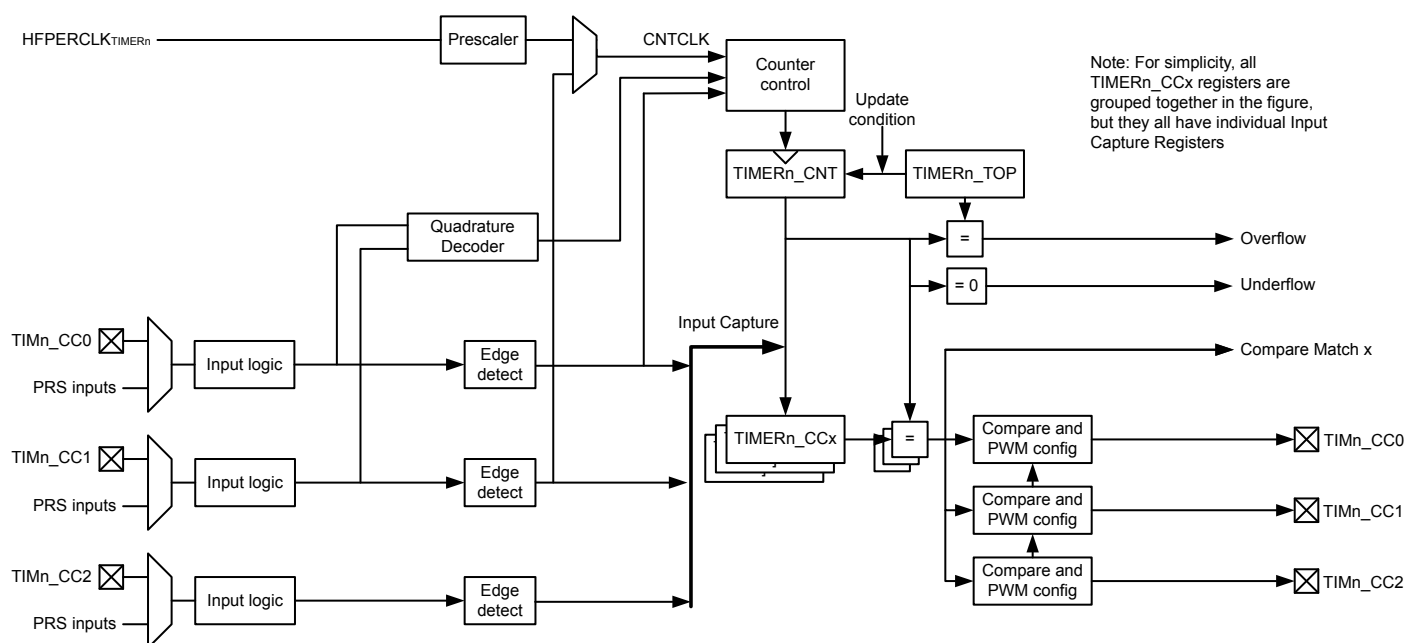 HFPERCLKTIMERn
Prescaler
CNTCLK
Counter
control
Note: For simplicity, all
TIMERn_CCx registers are
grouped together in the figure,
but they all have individual Input
Capture Registers
Update
condition
TIMERn_CNT
TIMERn_TOP
Quadrature
Decoder
=
Overflow
= 0
Underflow
TIMn_CC0
PRS inputs
Input logic
Edge
detect
Input Capture
Compare Match x
TIMERn_CCx
=
Compare and
PWM config
TIMn_CC0
TIMn_CC1
PRS inputs
Input logic
Edge
detect
Compare and
PWM config
TIMn_CC1
TIMn_CC2
PRS inputs
Input logic
Edge
detect
Compare and
PWM config
TIMn_CC2